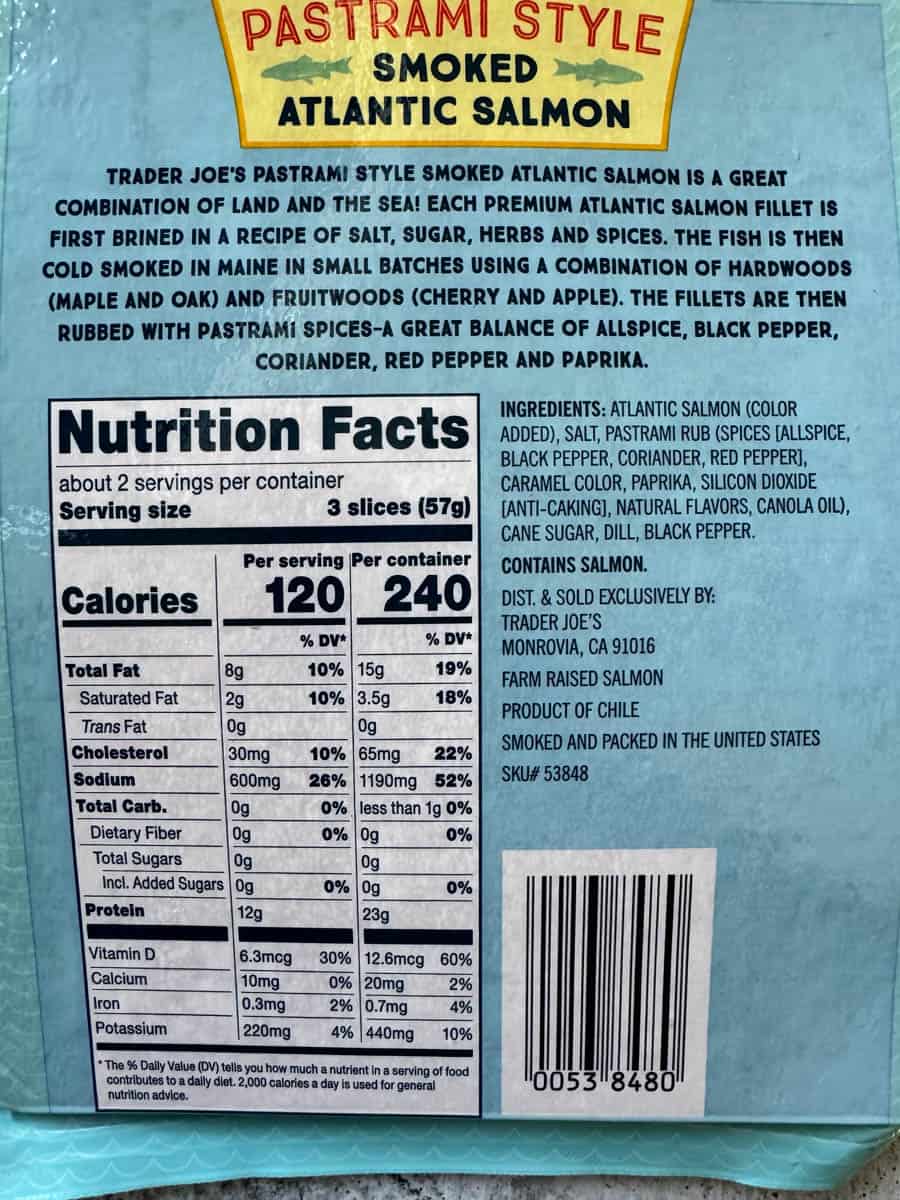 PASTRAMI STYLE
SMOKED
ATLANTIC SALMON
TRADER JOE'S PASTRAMI STYLE SMOKED ATLANTIC SALMON IS A GREAT
COMBINATION OF LAND AND THE SEA! EACH PREMIUM ATLANTIC SALMON FILLET IS
FIRST BRINED IN A RECIPE OF SALT, SUGAR, HERBS AND SPICES. THE FISH IS THEN
COLD SMOKED IN MAINE IN SMALL BATCHES USING A COMBINATION OF HARDWOODS
(MAPLE AND OAK) AND FRUITWOODS (CHERRY AND APPLE). THE FILLETS ARE THEN
RUBBED WITH PASTRAMI SPICES-A GREAT BALANCE OF ALLSPICE, BLACK PEPPER,
CORIANDER, RED PEPPER AND PAPRIKA.
Nutrition Facts
about 2 servings per container
Serving size 3 slices (57g)
Per serving Per container
Calories 120 240
% DV* % DV*
Total Fat 8g 10% 15g 19%
Saturated Fat 2g 10% 3.5g 18%
Trans Fat 0g 0g
Cholesterol 30mg 10% 65mg 22%
Sodium 600mg 26% 1190mg 52%
Total Carb. 0g 0% less than 1g 0%
Dietary Fiber 0g 0% 0g 0%
Total Sugars 0g 0g
Incl. Added Sugars 0g 0% 0g 0%
Protein 12g 23g
Vitamin D 6.3mcg 30% 12.6mcg 60%
Calcium 10mg 0% 20mg 2%
Iron 0.3mg 2% 0.7mg 4%
Potassium 220mg 4% 440mg 10%
* The % Daily Value (DV) tells you how much a nutrient in a serving of food
contributes to a daily diet. 2,000 calories a day is used for general
nutrition advice.
INGREDIENTS: ATLANTIC SALMON (COLOR
ADDED), SALT, PASTRAMI RUB (SPICES [ALLSPICE,
BLACK PEPPER, CORIANDER, RED PEPPER],
CARAMEL COLOR, PAPRIKA, SILICON DIOXIDE
[ANTI-CAKING], NATURAL FLAVORS, CANOLA OIL),
CANE SUGAR, DILL, BLACK PEPPER.
CONTAINS SALMON.
DIST. & SOLD EXCLUSIVELY BY:
TRADER JOE'S
MONROVIA, CA 91016
FARM RAISED SALMON
PRODUCT OF CHILE
SMOKED AND PACKED IN THE UNITED STATES
SKU# 53848
0053 8480